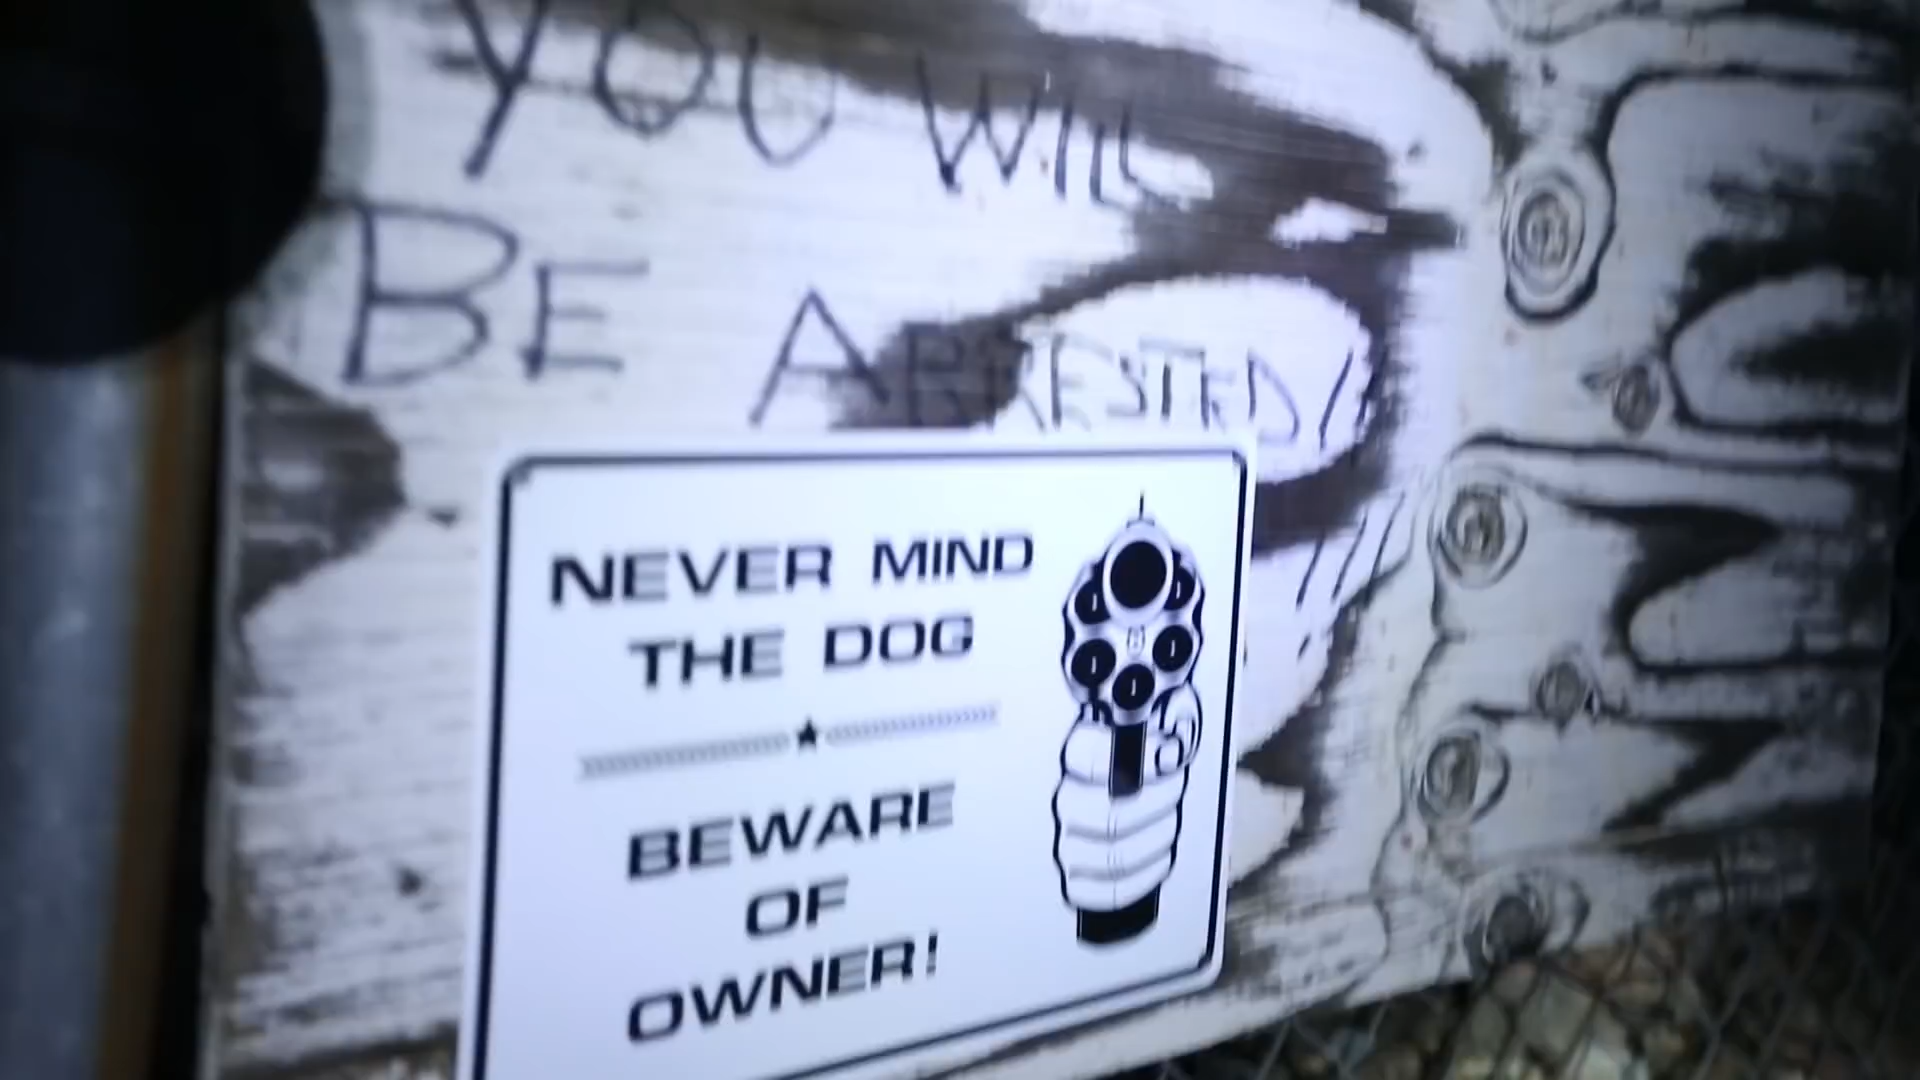 YOU WILL
BE ARRESTED!
NEVER MIND
THE DOG
BEWARE
OF
OWNER!